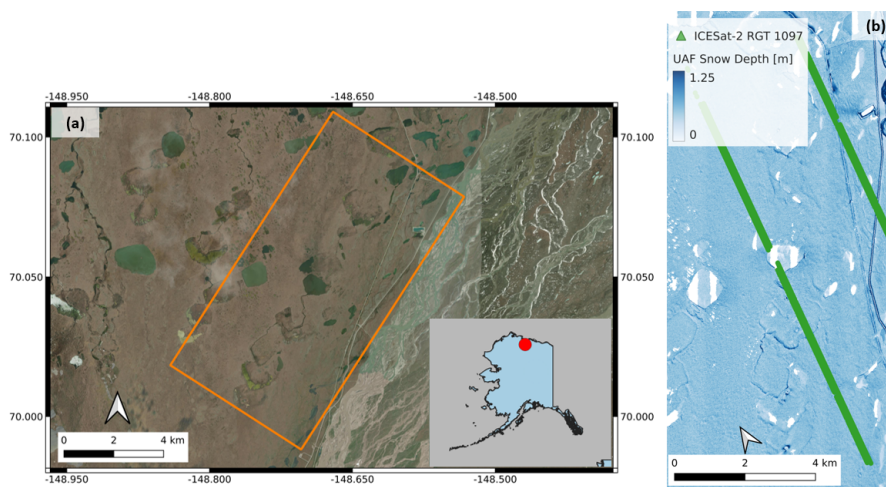 (b)
ICESat-2 RGT 1097
UAF Snow Depth [m]
1.25
0
-148.950 -148.800 -148.650 -148.500
(a)
70.100 70.100
70.050 70.050
70.000 70.000
0 2 4 km
-148.950 -148.800 -148.650 -148.500
0 2 4 km